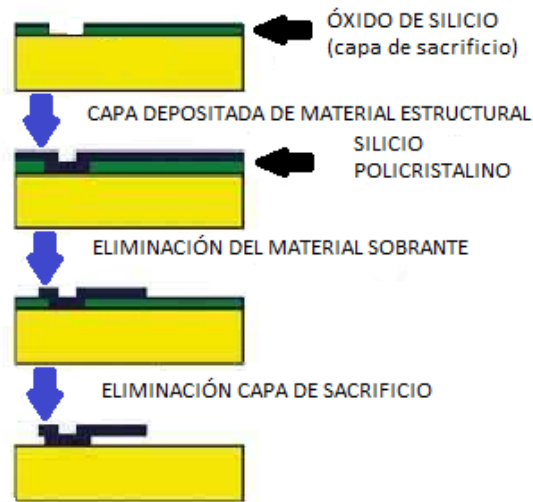 ÓXIDO DE SILICIO
(capa de sacrificio)
CAPA DEPOSITADA DE MATERIAL ESTRUCTURAL
SILICIO
POLICRISTALINO
ELIMINACIÓN DEL MATERIAL SOBRANTE
ELIMINACIÓN CAPA DE SACRIFICIO